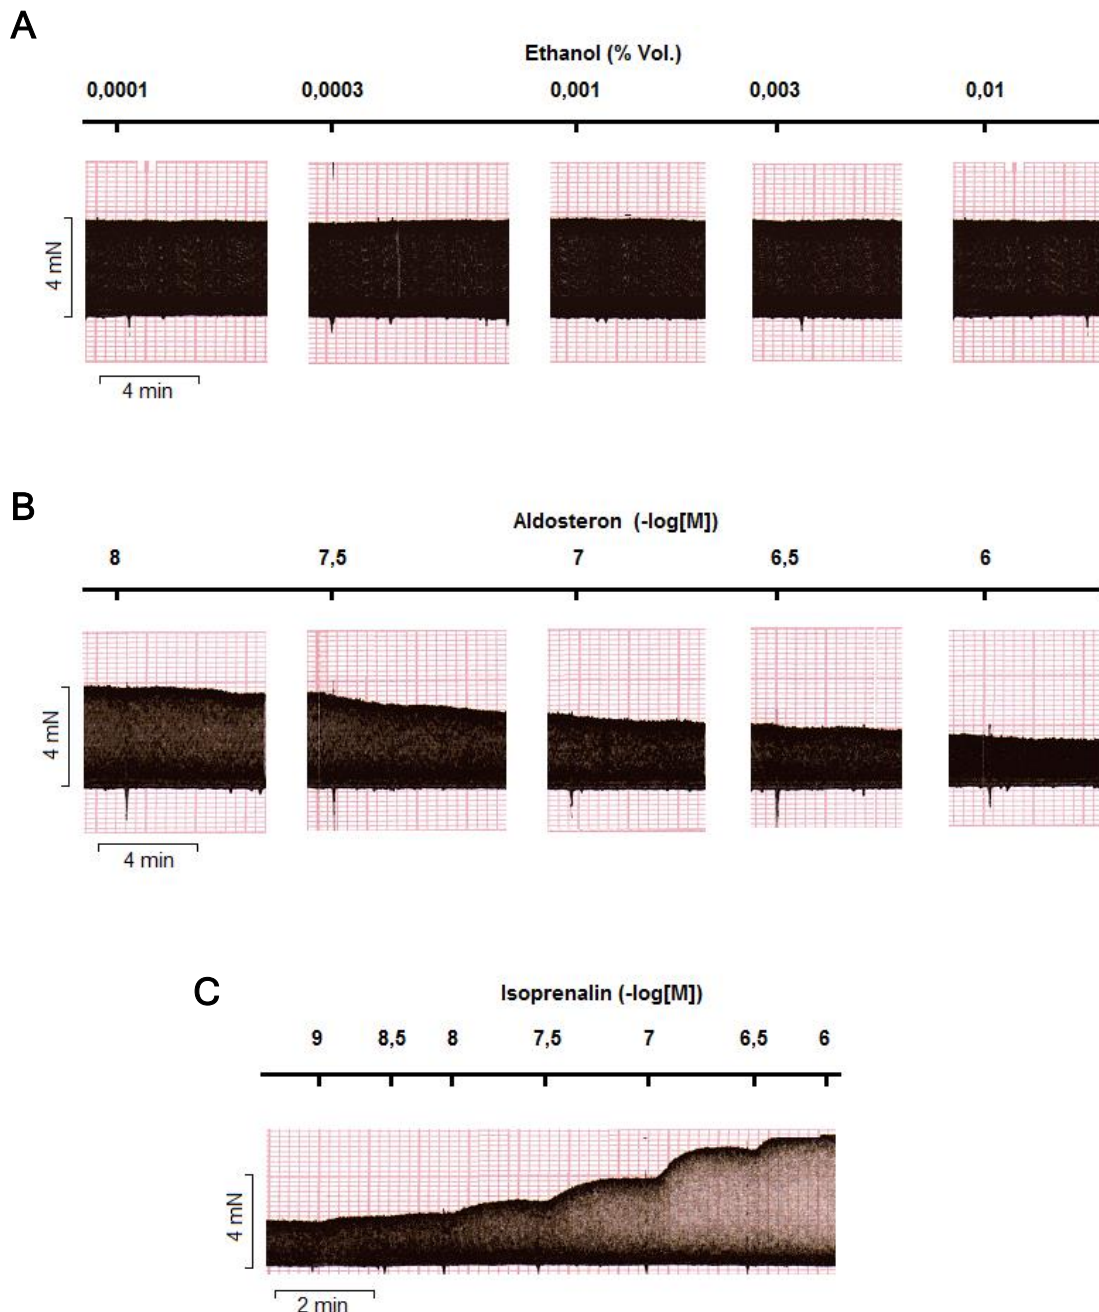 A
Ethanol (% Vol.)
0,0001 0,0003 0,001 0,003 0,01
4 mN
4 min
B
Aldosteron (-log[M])
8 7,5 7 6,5 6
4 mN
4 min
C
Isoprenalin (-log[M])
9 8,5 8 7,5 7 6,5 6
4 mN
2 min